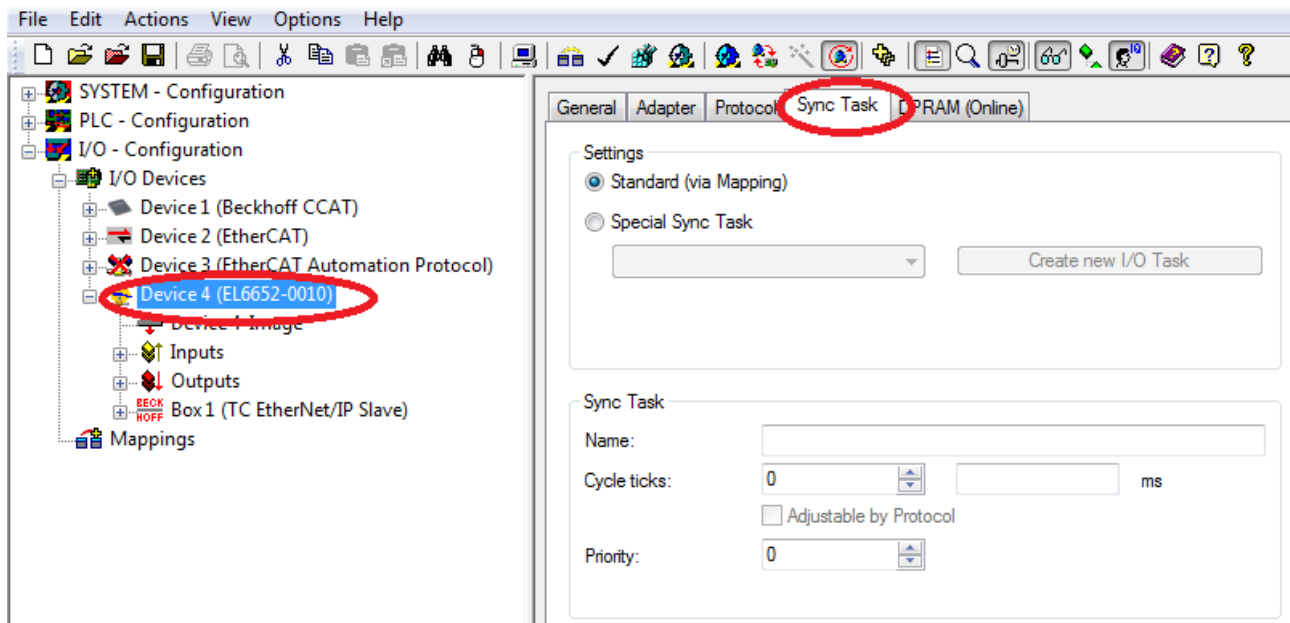 File Edit Actions View Options Help
SYSTEM - Configuration
PLC - Configuration
I/O - Configuration
I/O Devices
Device 1 (Beckhoff CCAT)
Device 2 (EtherCAT)
Device 3 (EtherCAT Automation Protocol)
Device 4 (EL6652-0010)
Device 4-Image
Inputs
Outputs
BECK
HOFF
Box 1 (TC EtherNet/IP Slave)
Mappings
General Adapter Protocol Sync Task DPRAM (Online)
Settings
Standard (via Mapping)
Special Sync Task
Create new I/O Task
Sync Task
Name:
Cycle ticks: 0 ms
Adjustable by Protocol
Priority: 0